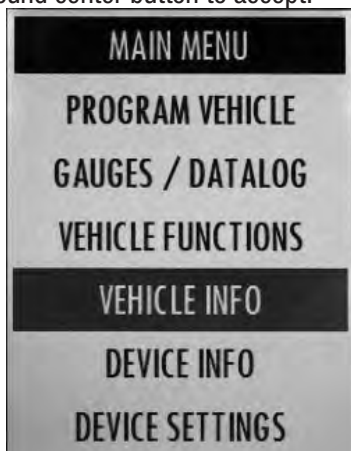 MAIN MENU
PROGRAM VEHICLE
GAUGES / DATALOG
VEHICLE FUNCTIONS
VEHICLE INFO
DEVICE INFO
DEVICE SETTINGS